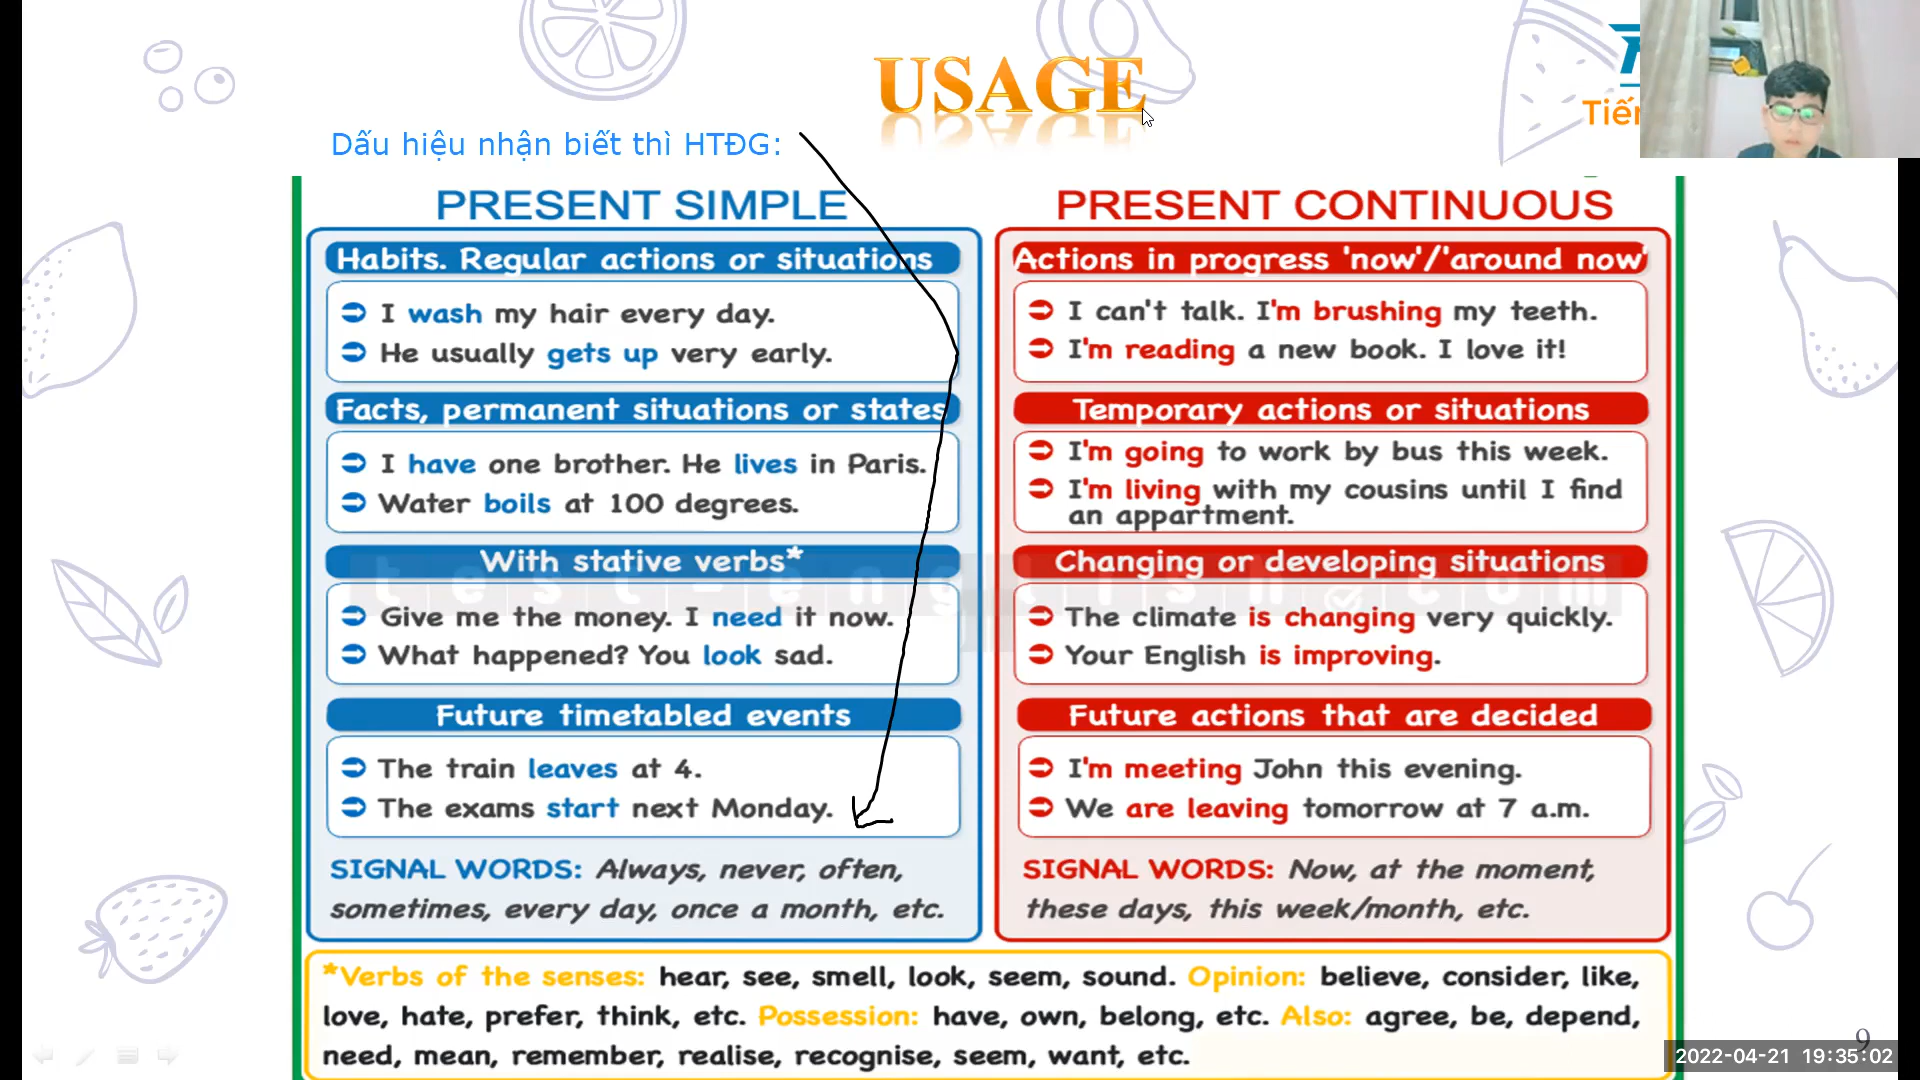 USAGE
Tiến
Dấu hiệu nhận biết thì HTĐG:
PRESENT SIMPLE
Habits. Regular actions or situations
I wash my hair every day.
He usually gets up very early.
Facts, permanent situations or states
I have one brother. He lives in Paris.
Water boils at 100 degrees.
With stative verbs*
Give me the money. I need it now.
What happened? You look sad.
Future timetabled events
The train leaves at 4.
The exams start next Monday.
SIGNAL WORDS: Always, never, often,
sometimes, every day, once a month, etc.
PRESENT CONTINUOUS
Actions in progress 'now'/'around now'
I can't talk. I'm brushing my teeth.
I'm reading a new book. I love it!
Temporary actions or situations
I'm going to work by bus this week.
I'm living with my cousins until I find
an appartment.
Changing or developing situations
The climate is changing very quickly.
Your English is improving.
Future actions that are decided
I'm meeting John this evening.
We are leaving tomorrow at 7 a.m.
SIGNAL WORDS: Now, at the moment,
these days, this week/month, etc.
test-english.com
*Verbs of the senses: hear, see, smell, look, seem, sound. Opinion: believe, consider, like,
love, hate, prefer, think, etc. Possession: have, own, belong, etc. Also: agree, be, depend,
need, mean, remember, realise, recognise, seem, want, etc.
9
2022-04-21 19:35:02